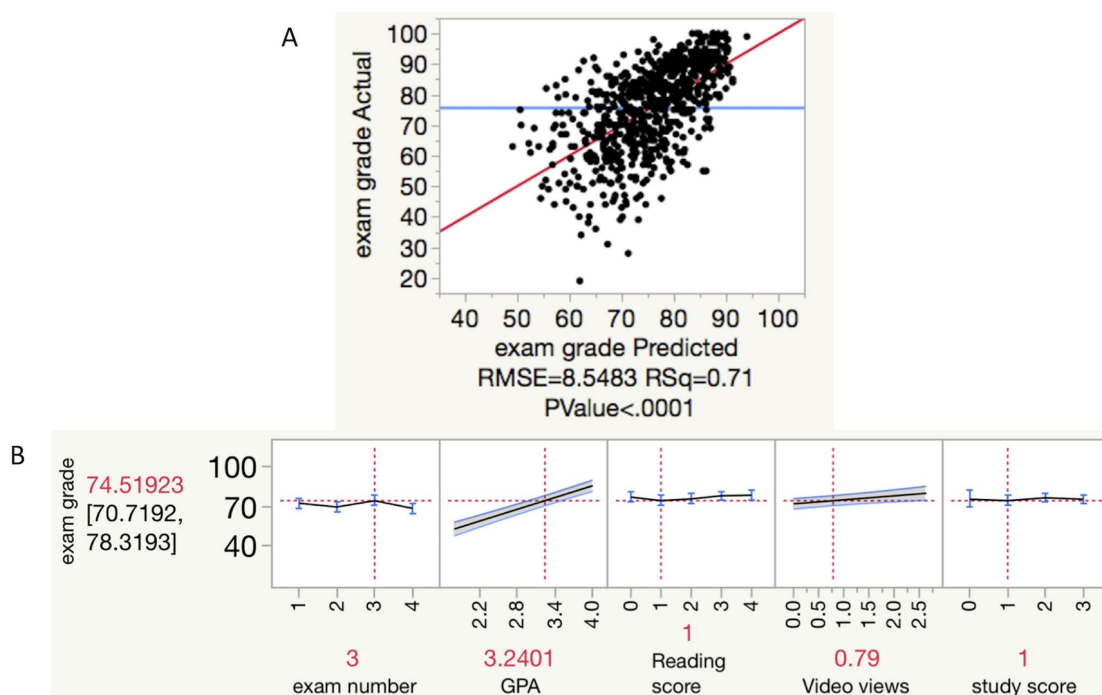 A
exam grade Actual
100
90
80
70
60
50
40
30
20
40 50 60 70 80 90 100
exam grade Predicted
RMSE=8.5483 RSq=0.71
PValue<.0001
B
exam grade
74.51923
[70.7192,
78.3193]
100
70
40
1 2 3 4
2.2 2.8 3.4 4.0
0 1 2 3 4
0.0 0.5 1.0 1.5 2.0 2.5
0 1 2 3
3
exam number
3.2401
GPA
1
Reading
score
0.79
Video views
1
study score